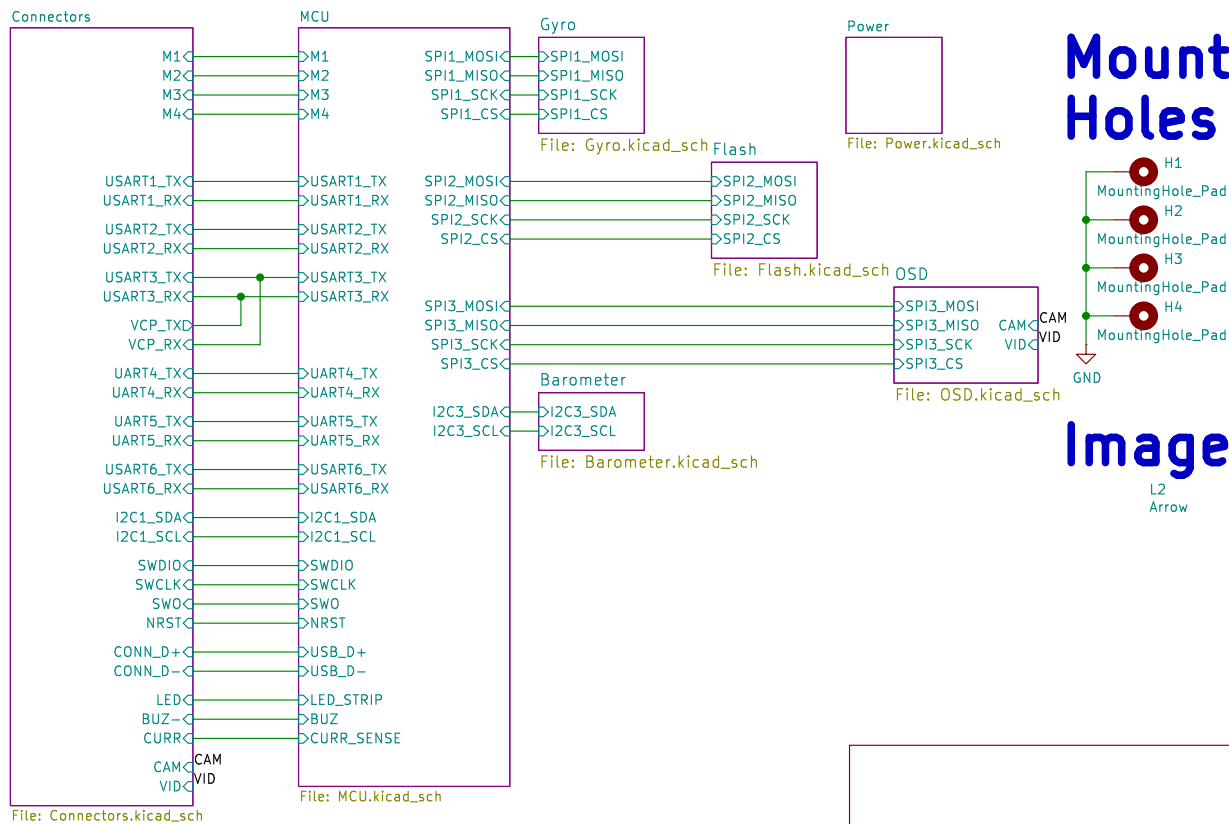 Connectors
M1
M2
M3
M4
USART1_TX
USART1_RX
USART2_TX
USART2_RX
USART3_TX
USART3_RX
VCP_TX
VCP_RX
UART4_TX
UART4_RX
UART5_TX
UART5_RX
USART6_TX
USART6_RX
I2C1_SDA
I2C1_SCL
SWDIO
SWCLK
SWO
NRST
CONN_D+
CONN_D-
LED
BUZ-
CURR
CAM
CAM
VID
VID
File: Connectors.kicad_sch
MCU
M1
M2
M3
M4
USART1_TX
USART1_RX
USART2_TX
USART2_RX
USART3_TX
USART3_RX
UART4_TX
UART4_RX
UART5_TX
UART5_RX
USART6_TX
USART6_RX
I2C1_SDA
I2C1_SCL
SWDIO
SWCLK
SWO
NRST
USB_D+
USB_D-
LED_STRIP
BUZ
CURR_SENSE
SPI1_MOSI
SPI1_MISO
SPI1_SCK
SPI1_CS
SPI2_MOSI
SPI2_MISO
SPI2_SCK
SPI2_CS
SPI3_MOSI
SPI3_MISO
SPI3_SCK
SPI3_CS
I2C3_SDA
I2C3_SCL
File: MCU.kicad_sch
Gyro
SPI1_MOSI
SPI1_MISO
SPI1_SCK
SPI1_CS
File: Gyro.kicad_sch
Flash
SPI2_MOSI
SPI2_MISO
SPI2_SCK
SPI2_CS
File: Flash.kicad_sch
OSD
SPI3_MOSI
SPI3_MISO
SPI3_SCK
SPI3_CS
CAM
CAM
VID
VID
File: OSD.kicad_sch
Barometer
I2C3_SDA
I2C3_SCL
File: Barometer.kicad_sch
Power
File: Power.kicad_sch
Mount
Holes
H1
MountingHole_Pad
H2
MountingHole_Pad
H3
MountingHole_Pad
H4
MountingHole_Pad
GND
Image
L2
Arrow